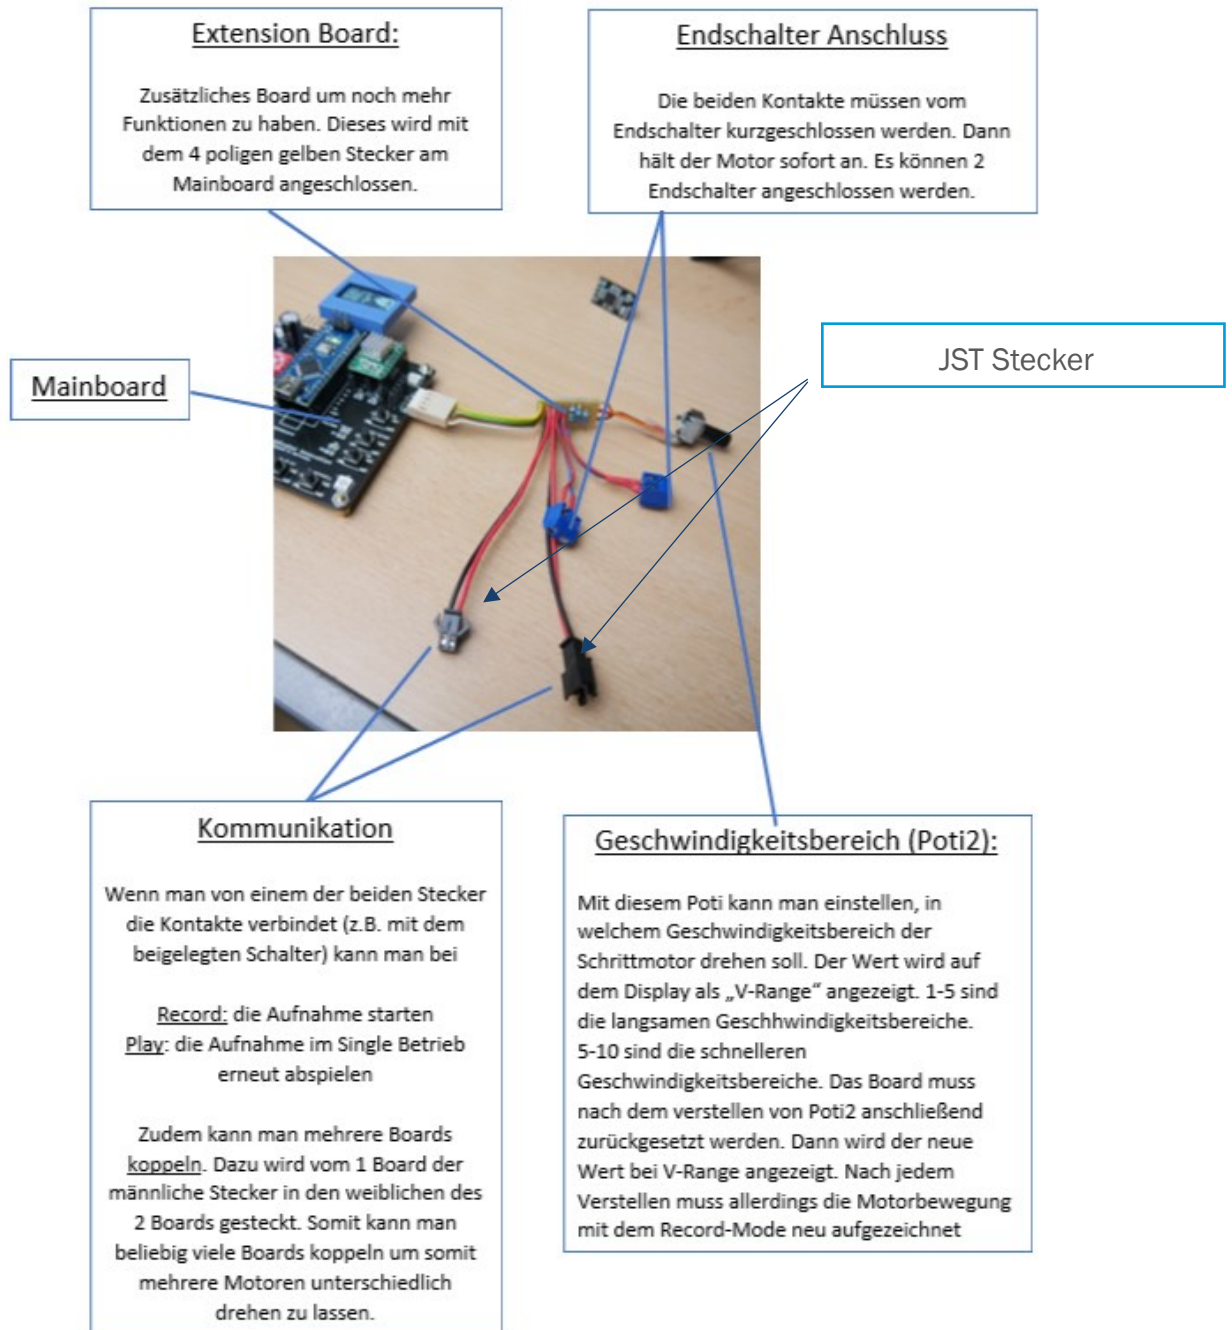 Extension Board:
Zusätzliches Board um noch mehr
Funktionen zu haben. Dieses wird mit
dem 4 poligen gelben Stecker am
Mainboard angeschlossen.
Endschalter Anschluss
Die beiden Kontakte müssen vom
Endschalter kurzgeschlossen werden. Dann
hält der Motor sofort an. Es können 2
Endschalter angeschlossen werden.
JST Stecker
Mainboard
Kommunikation
Wenn man von einem der beiden Stecker
die Kontakte verbindet (z.B. mit dem
beigelegten Schalter) kann man bei
Record: die Aufnahme starten
Play: die Aufnahme im Single Betrieb
erneut abspielen
Zudem kann man mehrere Boards
koppeln. Dazu wird vom 1 Board der
männliche Stecker in den weiblichen des
2 Boards gesteckt. Somit kann man
beliebig viele Boards koppeln um somit
mehrere Motoren unterschiedlich
drehen zu lassen.
Geschwindigkeitsbereich (Poti2):
Mit diesem Poti kann man einstellen, in
welchem Geschwindigkeitsbereich der
Schrittmotor drehen soll. Der Wert wird auf
dem Display als „V-Range“ angezeigt. 1-5 sind
die langsamen Geschhwindigkeitsbereiche.
5-10 sind die schnelleren
Geschwindigkeitsbereiche. Das Board muss
nach dem verstellen von Poti2 anschließend
zurückgesetzt werden. Dann wird der neue
Wert bei V-Range angezeigt. Nach jedem
Verstellen muss allerdings die Motorbewegung
mit dem Record-Mode neu aufgezeichnet